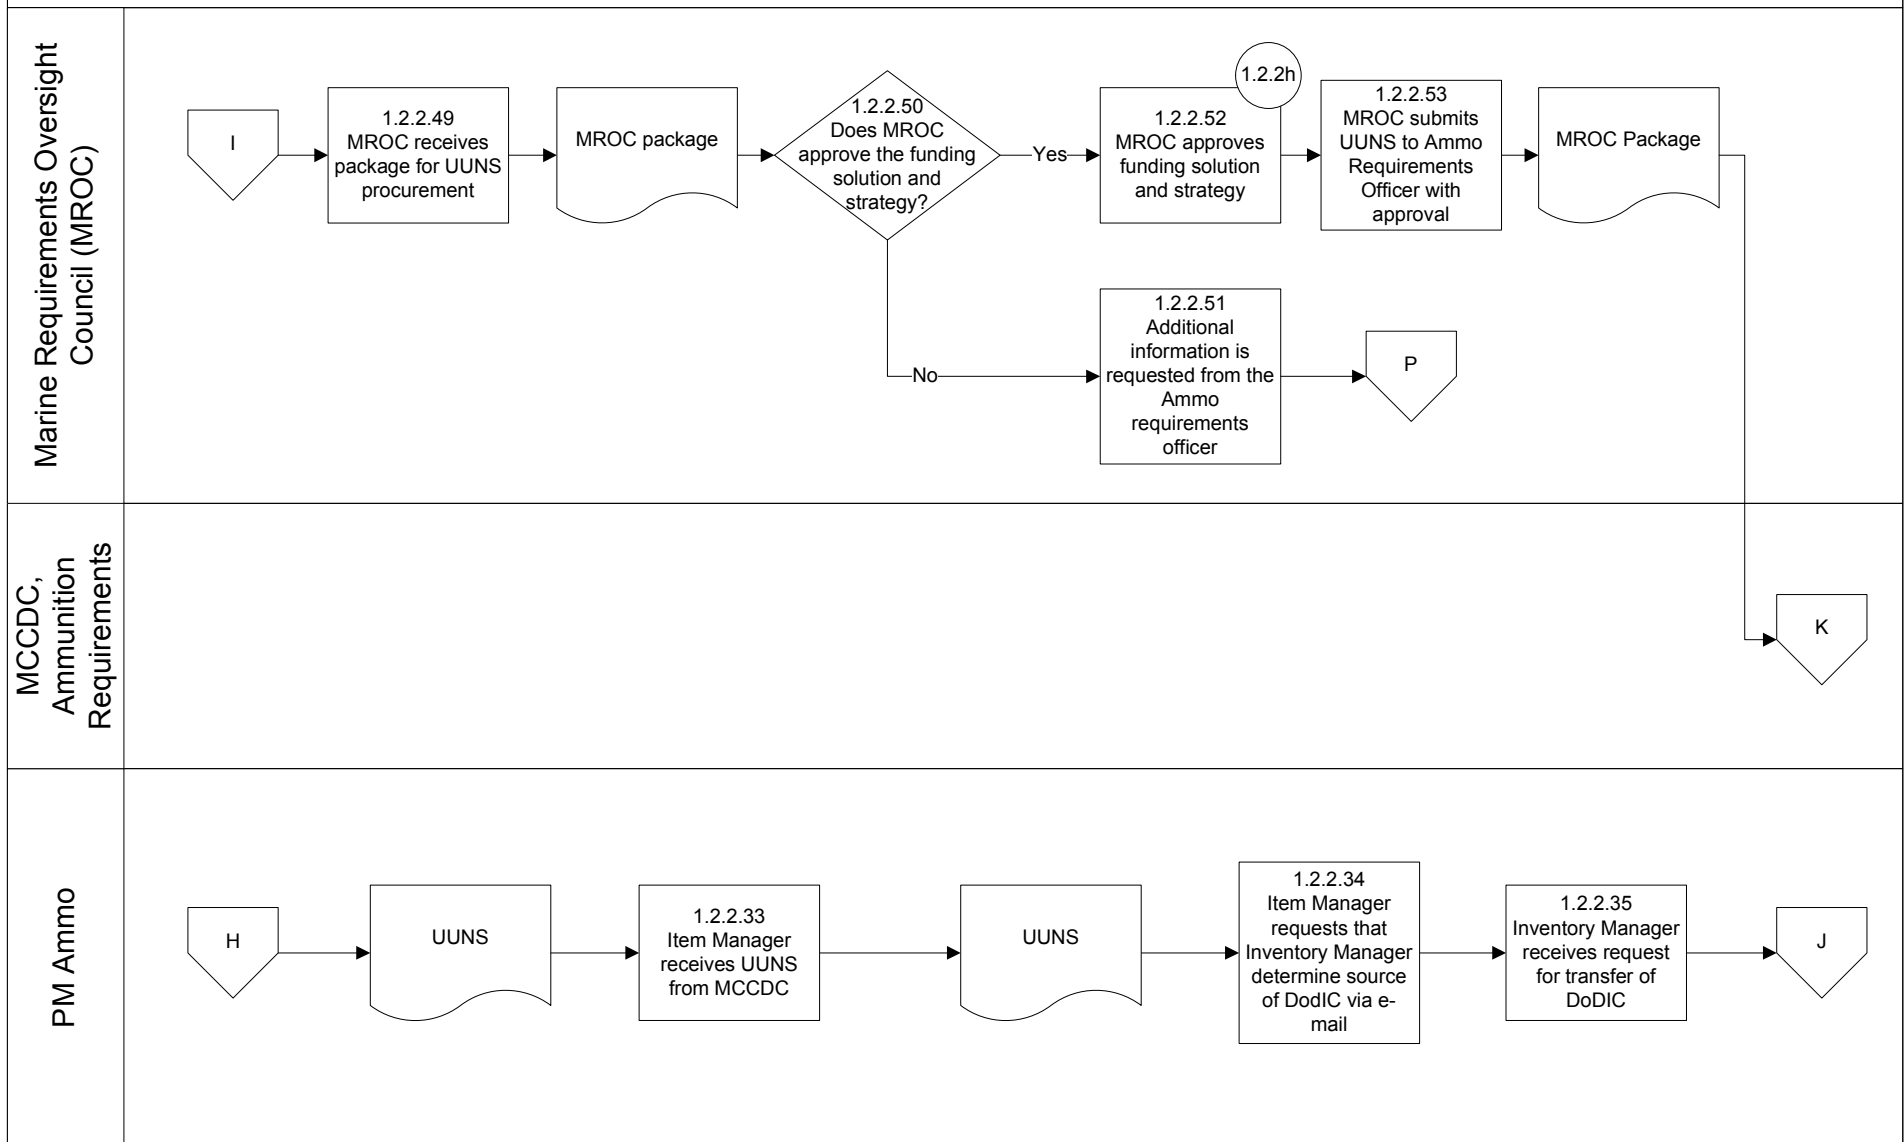 Marine Requirements Oversight
Council (MROC)
I
1.2.2.49
MROC receives
package for UUNS
procurement
MROC package
1.2.2.50
Does MROC
approve the funding
solution and
strategy?
Yes
1.2.2h
1.2.2.52
MROC approves
funding solution
and strategy
1.2.2.53
MROC submits
UUNS to Ammo
Requirements
Officer with
approval
MROC Package
No
1.2.2.51
Additional
information is
requested from the
Ammo
requirements
officer
P
MCCDC,
Ammunition
Requirements
K
PM Ammo
H
UUNS
1.2.2.33
Item Manager
receives UUNS
from MCCDC
UUNS
1.2.2.34
Item Manager
requests that
Inventory Manager
determine source
of DodIC via e-
mail
1.2.2.35
Inventory Manager
receives request
for transfer of
DoDIC
J